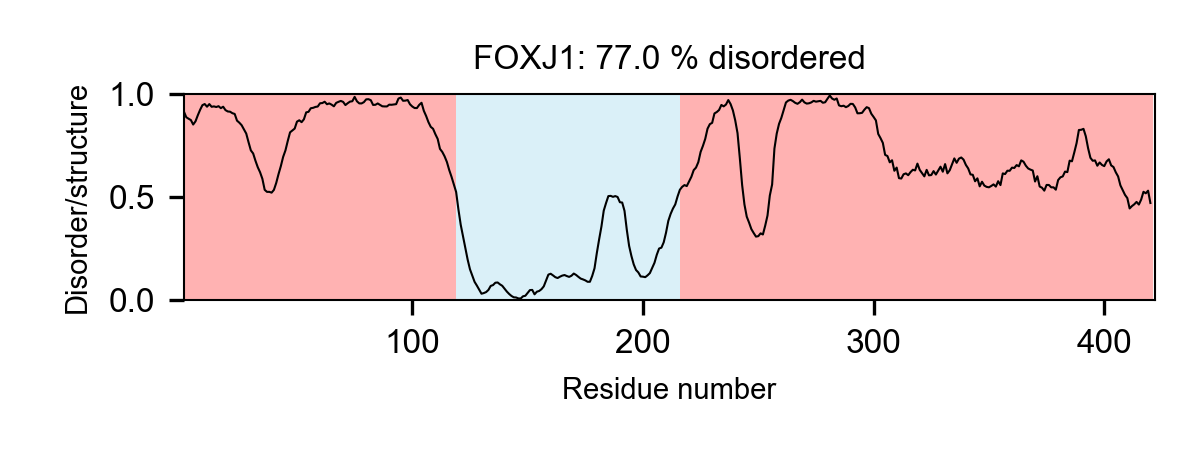 FOXJ1: 77.0 % disordered
Disorder/structure
1.0
0.5
0.0
100 200 300 400
Residue number